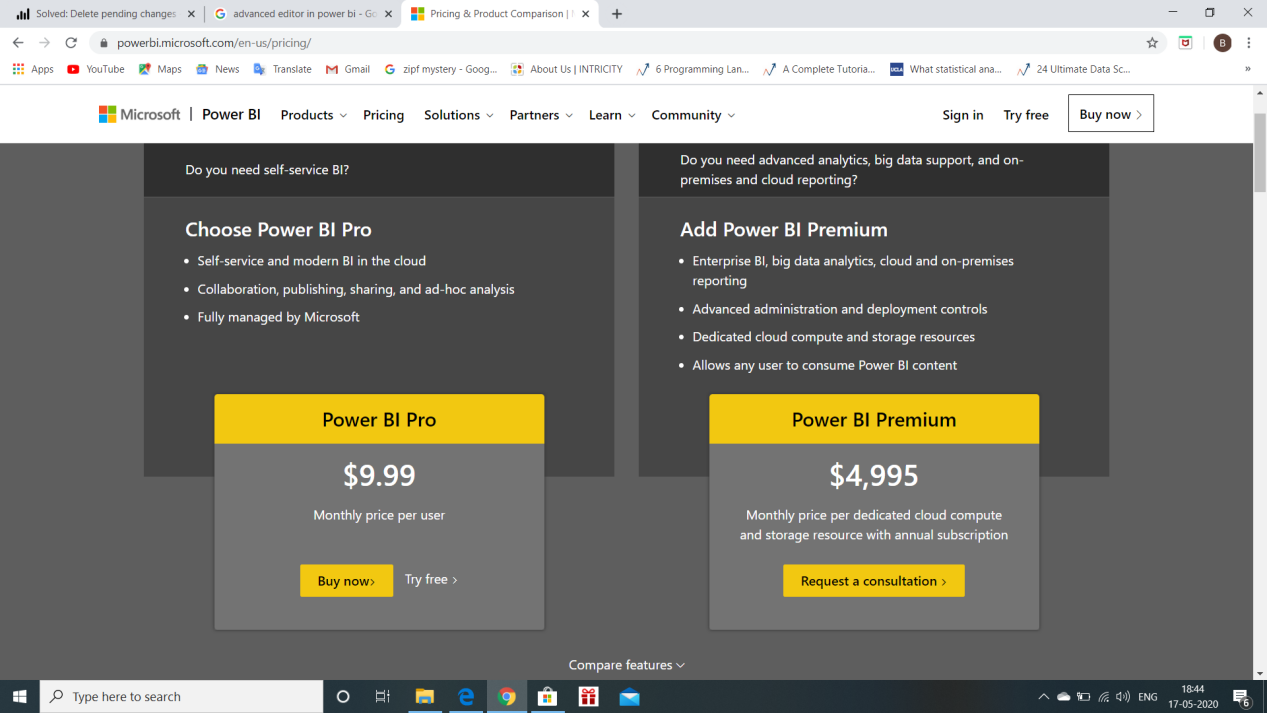 Solved: Delete pending changes
advanced editor in power bi - Go
Pricing & Product Comparison |
powerbi.microsoft.com/en-us/pricing/
B
Apps
YouTube
Maps
News
Translate
Gmail
zipf mystery - Goog...
About Us | INTRICITY
6 Programming Lan...
A Complete Tutoria...
UCLA
What statistical ana...
24 Ultimate Data Sc...
»
Microsoft | Power BI
Products
Pricing
Solutions
Partners
Learn
Community
Sign in
Try free
Buy now
Do you need self-service BI?
Choose Power BI Pro
• Self-service and modern BI in the cloud
• Collaboration, publishing, sharing, and ad-hoc analysis
• Fully managed by Microsoft
Power BI Pro
$9.99
Monthly price per user
Buy now
Try free
Do you need advanced analytics, big data support, and on-
premises and cloud reporting?
Add Power BI Premium
• Enterprise BI, big data analytics, cloud and on-premises
reporting
• Advanced administration and deployment controls
• Dedicated cloud compute and storage resources
• Allows any user to consume Power BI content
Power BI Premium
$4,995
Monthly price per dedicated cloud compute
and storage resource with annual subscription
Request a consultation
Compare features
Type here to search
ENG
18:44
17-05-2020
6